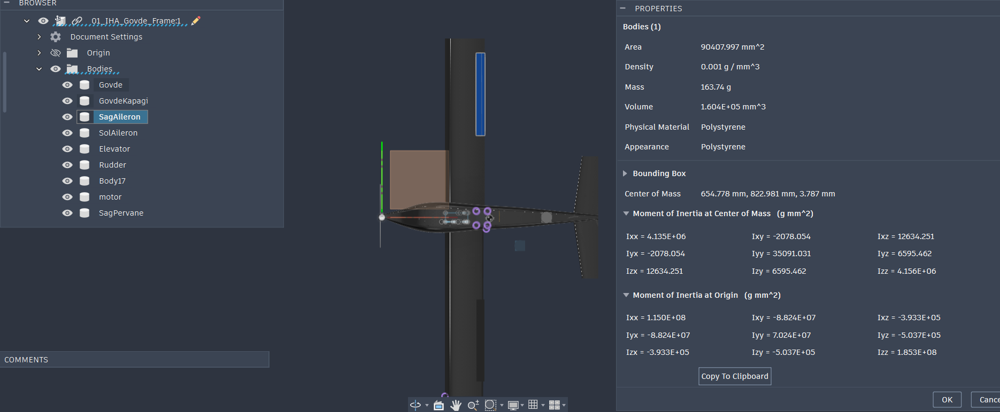 BROWSER
01_IHA_Govde_Frame:1
Document Settings
Origin
Bodies
Govde
GovdeKapagi
SagAileron
SolAileron
Elevator
Rudder
Body17
motor
SagPervane
COMMENTS
PROPERTIES
Bodies (1)
Area 90407.997 mm^2
Density 0.001 g / mm^3
Mass 163.74 g
Volume 1.604E+05 mm^3
Physical Material Polystyrene
Appearance Polystyrene
Bounding Box
Center of Mass 654.778 mm, 822.981 mm, 3.787 mm
Moment of Inertia at Center of Mass (g mm^2)
Ixx = 4.135E+06 Ixy = -2078.054 Ixz = 12634.251
Iyx = -2078.054 Iyy = 35091.031 Iyz = 6595.462
Izx = 12634.251 Izy = 6595.462 Izz = 4.156E+06
Moment of Inertia at Origin (g mm^2)
Ixx = 1.150E+08 Ixy = -8.824E+07 Ixz = -3.933E+05
Iyx = -8.824E+07 Iyy = 7.024E+07 Iyz = -5.037E+05
Izx = -3.933E+05 Izy = -5.037E+05 Izz = 1.853E+08
Copy To Clipboard
OK Cance